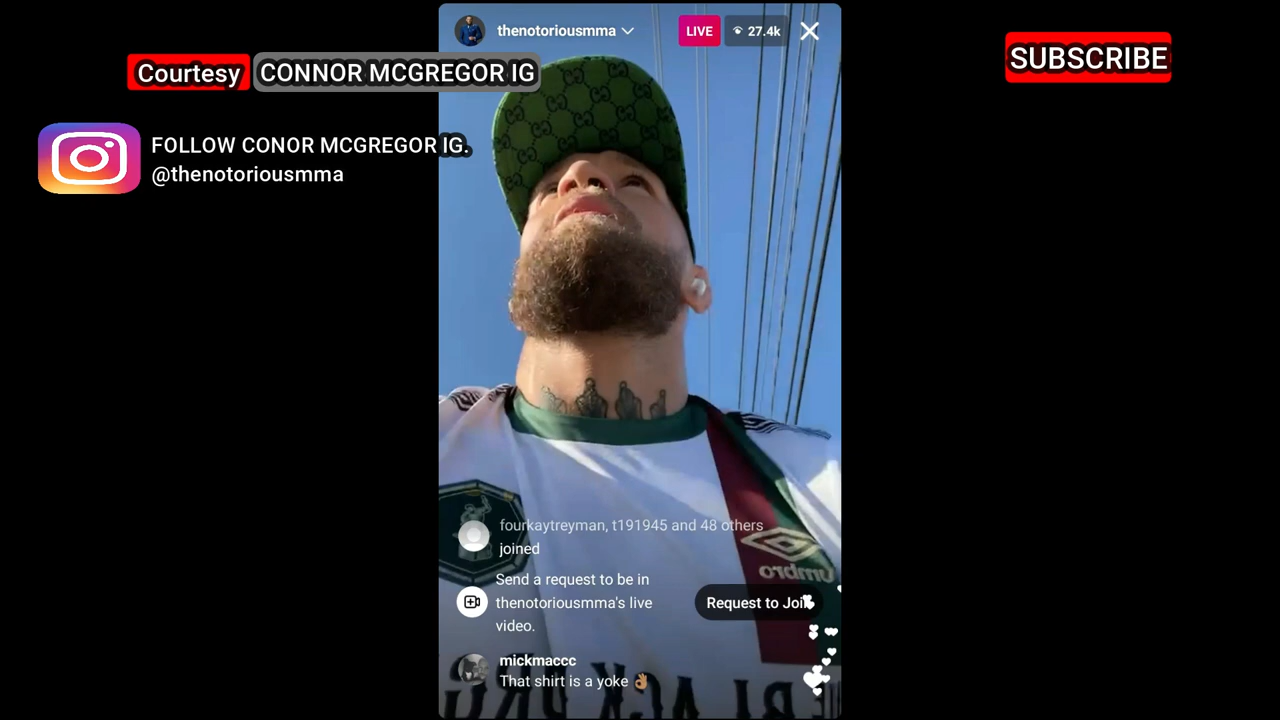 thenotoriousmma
LIVE
27.4k
Courtesy CONNOR MCGREGOR IG
SUBSCRIBE
FOLLOW CONOR MCGREGOR IG.
@thenotoriousmma
fourkaytreyman, t191945 and 48 others
joined
umbro
Send a request to be in
thenotoriousmma's live
video.
Request to Join
mickmaccc
That shirt is a yoke 👌🏽